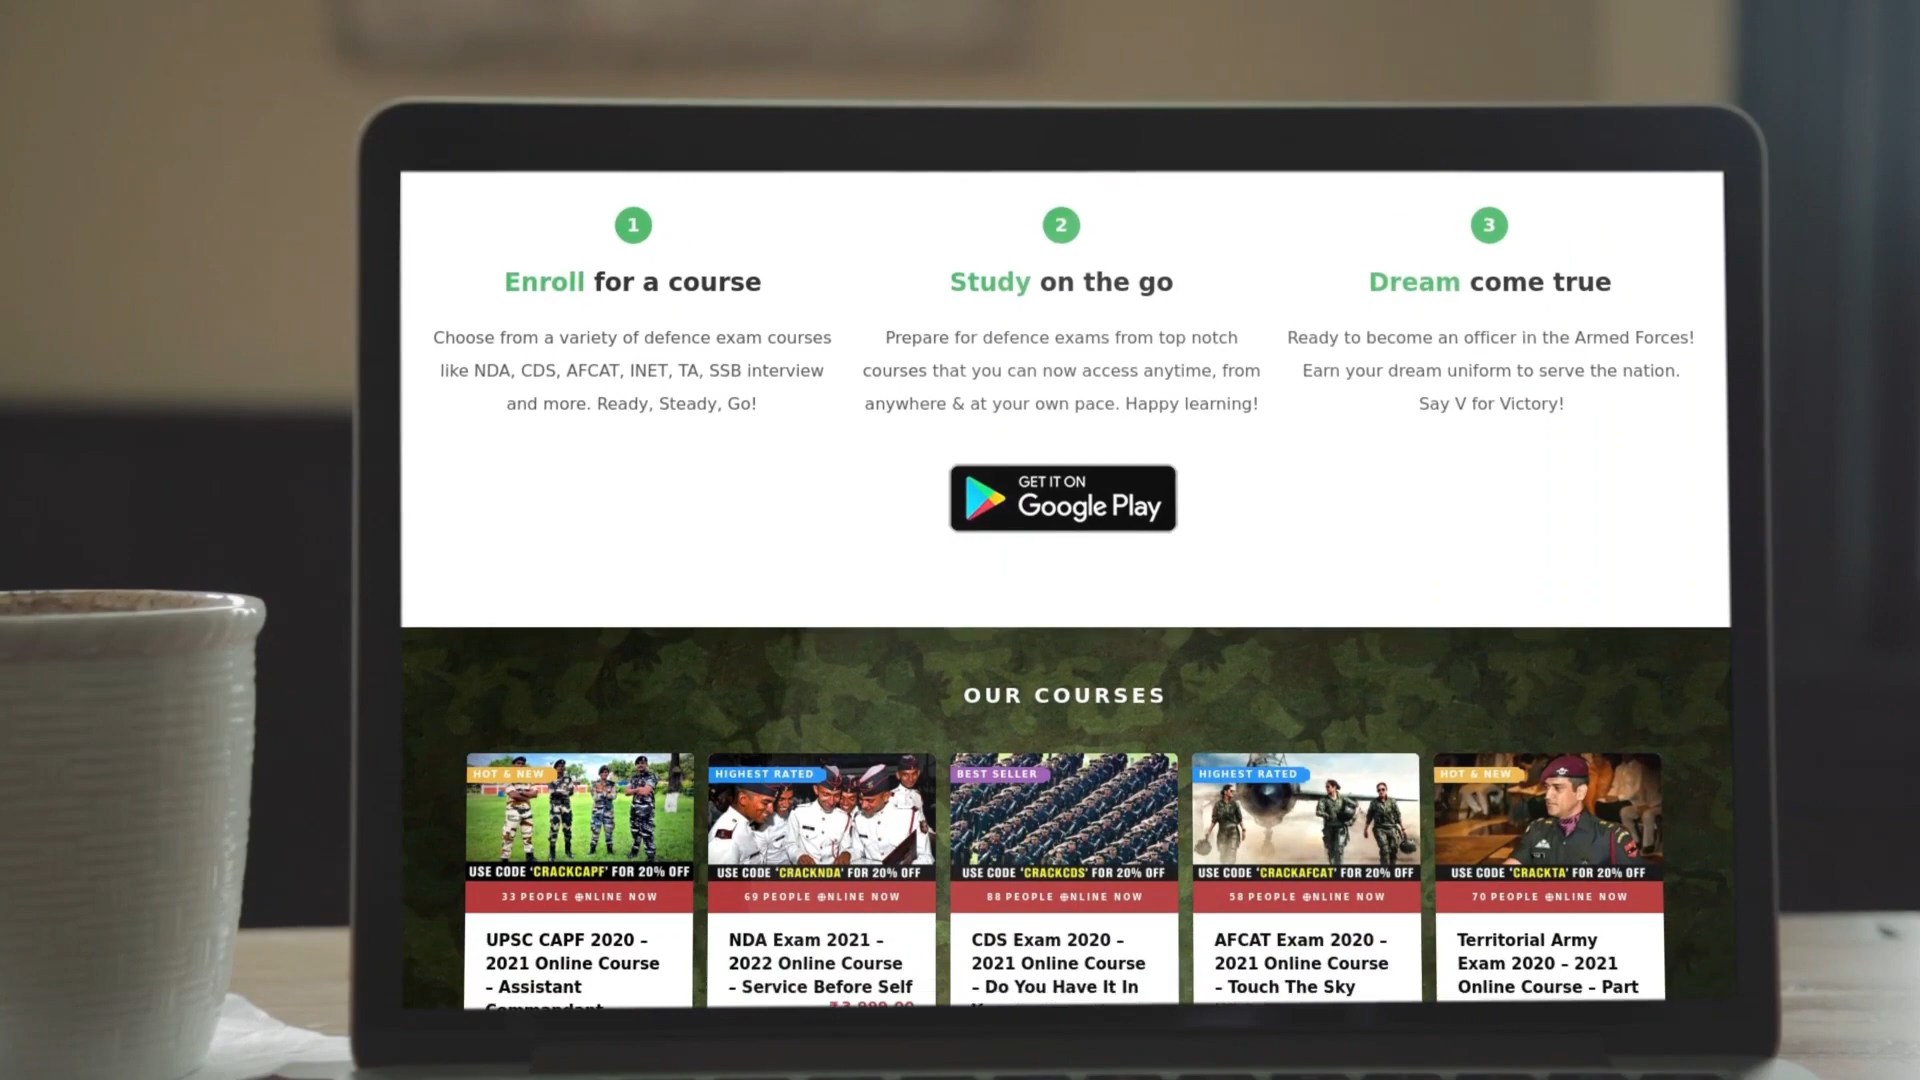 1
Enroll for a course
Choose from a variety of defence exam courses
like NDA, CDS, AFCAT, INET, TA, SSB interview
and more. Ready, Steady, Go!
2
Study on the go
Prepare for defence exams from top notch
courses that you can now access anytime, from
anywhere & at your own pace. Happy learning!
3
Dream come true
Ready to become an officer in the Armed Forces!
Earn your dream uniform to serve the nation.
Say V for Victory!
GET IT ON
Google Play
OUR COURSES
HOT & NEW
USE CODE 'CRACKCAPF' FOR 20% OFF
33 PEOPLE ONLINE NOW
UPSC CAPF 2020 –
2021 Online Course
– Assistant
Commandant
HIGHEST RATED
USE CODE 'CRACKNDA' FOR 20% OFF
69 PEOPLE ONLINE NOW
NDA Exam 2021 –
2022 Online Course
– Service Before Self
BEST SELLER
USE CODE 'CRACKCDS' FOR 20% OFF
88 PEOPLE ONLINE NOW
CDS Exam 2020 –
2021 Online Course
– Do You Have It In
HIGHEST RATED
USE CODE 'CRACKAFCAT' FOR 20% OFF
58 PEOPLE ONLINE NOW
AFCAT Exam 2020 –
2021 Online Course
– Touch The Sky
HOT & NEW
USE CODE 'CRACKTA' FOR 20% OFF
70 PEOPLE ONLINE NOW
Territorial Army
Exam 2020 – 2021
Online Course – Part